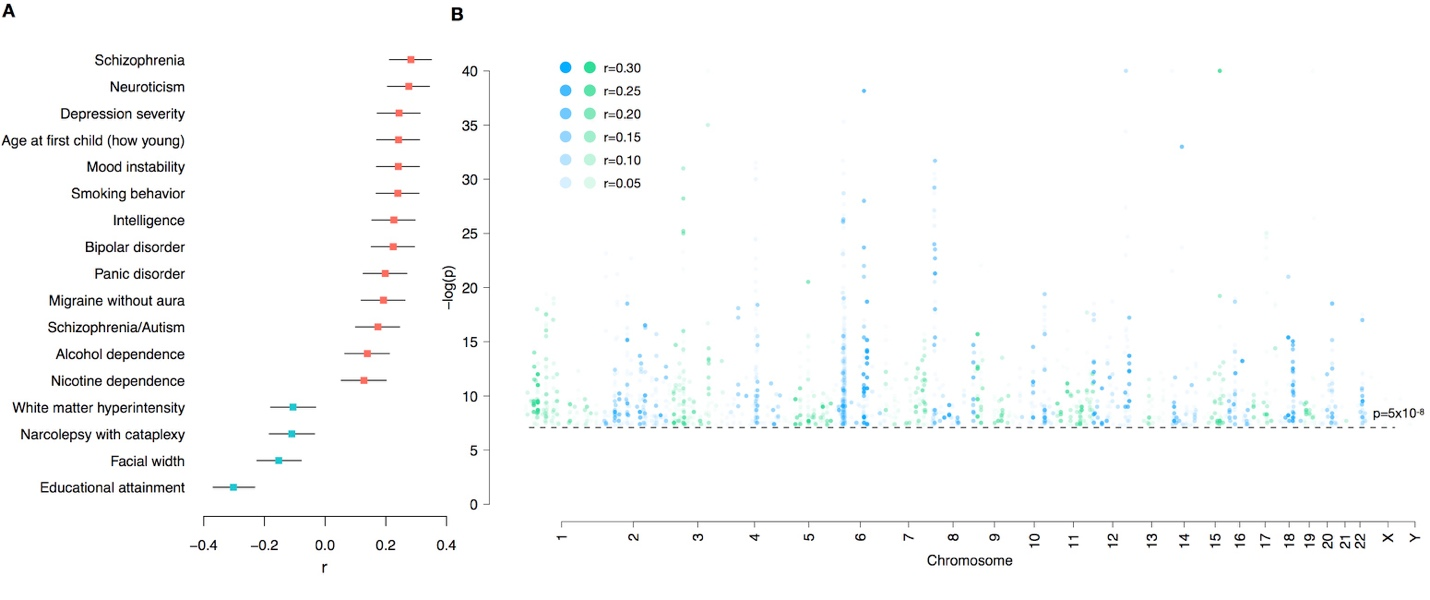 A
Schizophrenia
Neuroticism
Depression severity
Age at first child (how young)
Mood instability
Smoking behavior
Intelligence
Bipolar disorder
Panic disorder
Migraine without aura
Schizophrenia/Autism
Alcohol dependence
Nicotine dependence
White matter hyperintensity
Narcolepsy with cataplexy
Facial width
Educational attainment
−0.4 −0.2 0.0 0.2 0.4
r
B
r=0.30
r=0.25
r=0.20
r=0.15
r=0.10
r=0.05
40
35
30
25
20
15
10
5
0
−log(p)
p=5x10⁻⁸
1 2 3 4 5 6 7 8 9 10 11 12 13 14 15 16 17 18 19 20 21 22 X Y
Chromosome